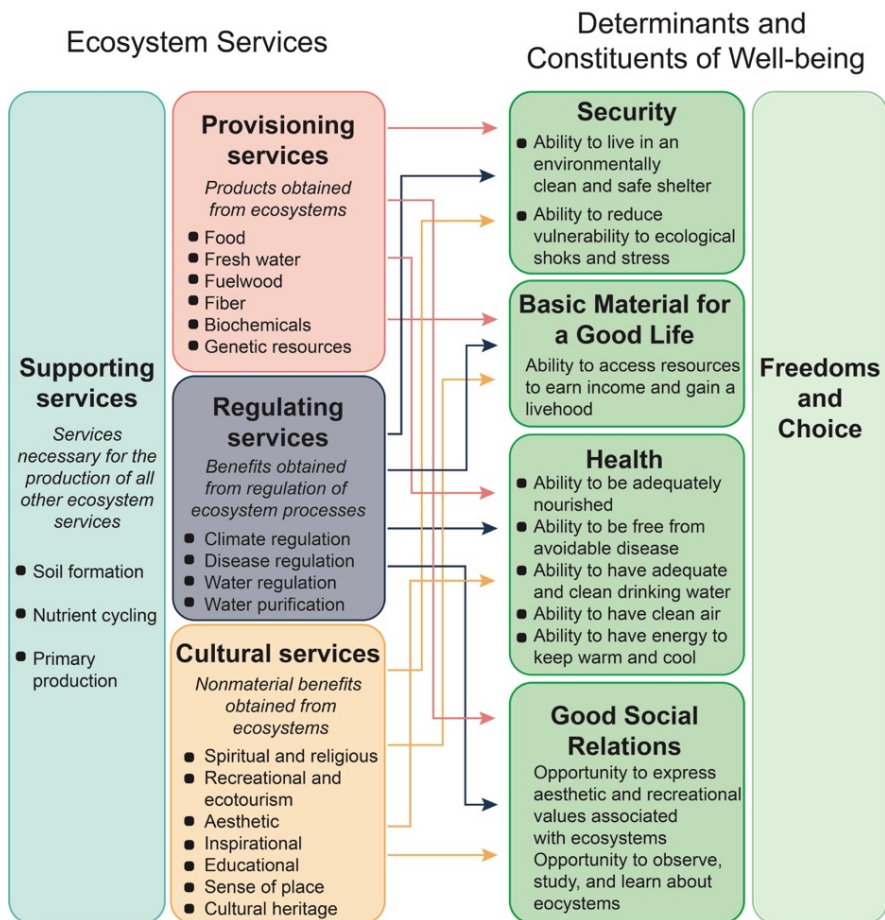 Ecosystem Services
Determinants and
Constituents of Well-being
Supporting
services
Services
necessary for the
production of all
other ecosystem
services
Soil formation
Nutrient cycling
Primary
production
Provisioning
services
Products obtained
from ecosystems
Food
Fresh water
Fuelwood
Fiber
Biochemicals
Genetic resources
Regulating
services
Benefits obtained
from regulation of
ecosystem processes
Climate regulation
Disease regulation
Water regulation
Water purification
Cultural services
Nonmaterial benefits
obtained from
ecosystems
Spiritual and religious
Recreational and
ecotourism
Aesthetic
Inspirational
Educational
Sense of place
Cultural heritage
Security
Ability to live in an
environmentally
clean and safe shelter
Ability to reduce
vulnerability to ecological
shoks and stress
Basic Material for
a Good Life
Ability to access resources
to earn income and gain a
livehood
Health
Ability to be adequately
nourished
Ability to be free from
avoidable disease
Ability to have adequate
and clean drinking water
Ability to have clean air
Ability to have energy to
keep warm and cool
Good Social
Relations
Opportunity to express
aesthetic and recreational
values associated
with ecosystems
Opportunity to observe,
study, and learn about
eocystems
Freedoms
and
Choice